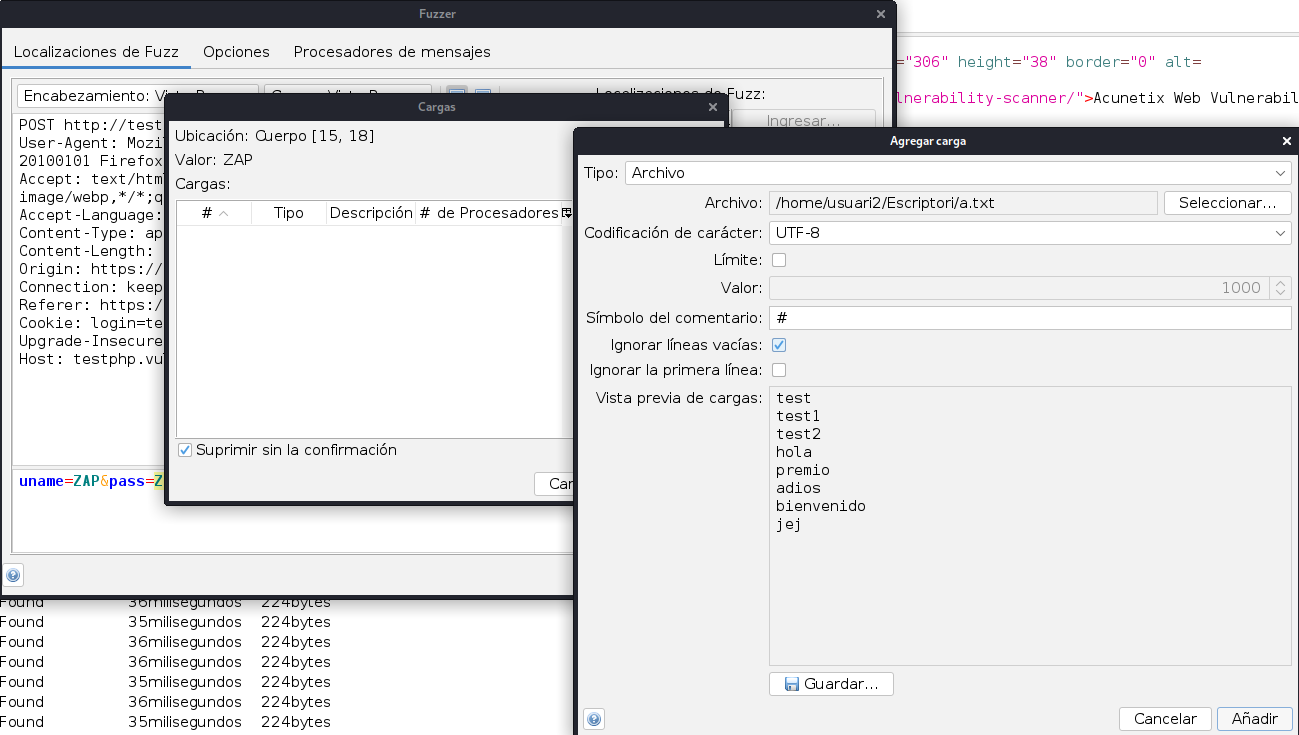 Fuzzer
Localizaciones de Fuzz Opciones Procesadores de mensajes
="306" height="38" border="0" alt=
Encabezamiento:
Fuzz:
lnerability-scanner/">Acunetix Web Vulnerabil
Cargas
Ingresar...
POST http://test
User-Agent: Mozil
20100101 Firefox
Accept: text/htm
image/webp,*/*;q
Accept-Language:
Content-Type: ap
Content-Length:
Origin: https://
Connection: keep
Referer: https:/
Cookie: login=te
Upgrade-Insecure
Host: testphp.vu
uname=ZAP&pass=Z
Ubicación: Querpo [15, 18]
Valor: ZAP
Cargas:
# Tipo Descripción # de Procesadores
Suprimir sin la confirmación
Can
Agregar carga
Tipo: Archivo
Archivo: /home/usuari2/Escriptori/a.txt Seleccionar...
Codificación de carácter: UTF-8
Límite:
Valor: 1000
Símbolo del comentario: #
Ignorar líneas vacías:
Ignorar la primera línea:
Vista previa de cargas:
test
test1
test2
hola
premio
adios
bienvenido
jej
Guardar...
Cancelar Añadir
Found 36milisegundos 224bytes
Found 35milisegundos 224bytes
Found 36milisegundos 224bytes
Found 36milisegundos 224bytes
Found 35milisegundos 224bytes
Found 36milisegundos 224bytes
Found 35milisegundos 224bytes